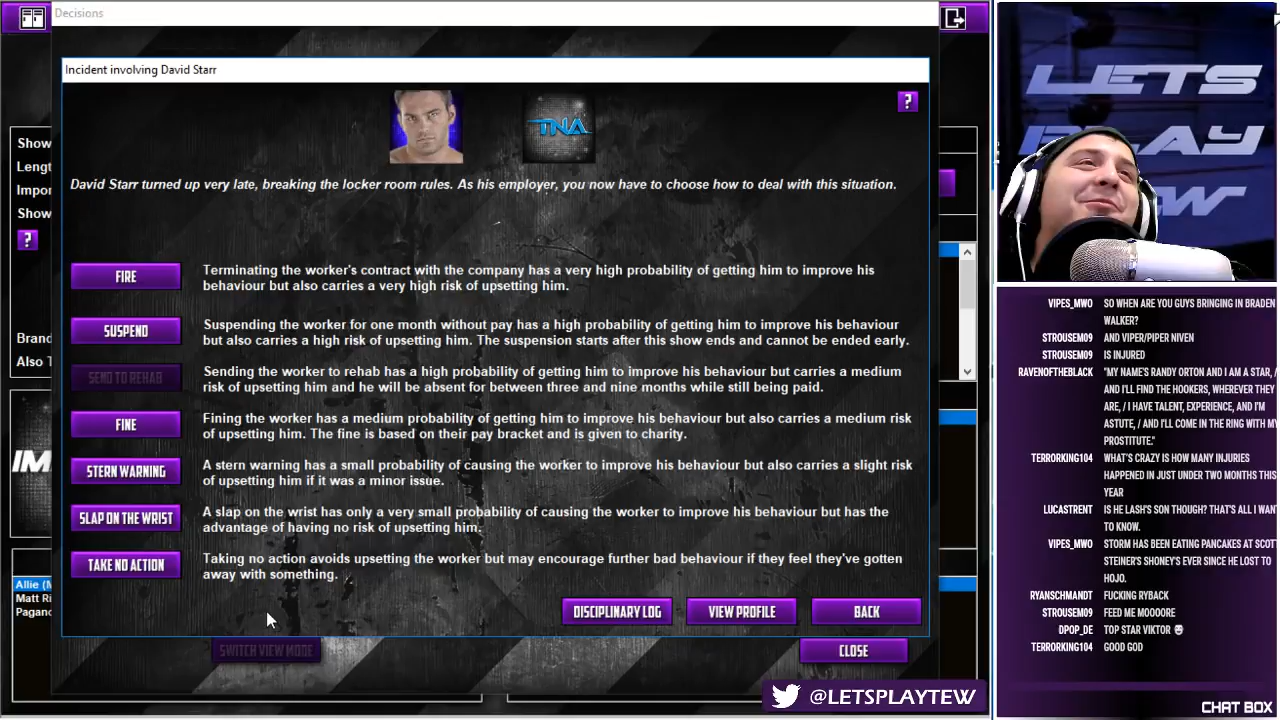 Decisions
Incident involving David Starr
?
TNA
David Starr turned up very late, breaking the locker room rules. As his employer, you now have to choose how to deal with this situation.
Show
Length
Impor
Show
?
Brand
Also T
IM
Allie (M
Matt Ri
Pagano
FIRE
Terminating the worker's contract with the company has a very high probability of getting him to improve his
behaviour but also carries a very high risk of upsetting him.
SUSPEND
Suspending the worker for one month without pay has a high probability of getting him to improve his behaviour
but also carries a high risk of upsetting him. The suspension starts after this show ends and cannot be ended early.
SEND TO REHAB
Sending the worker to rehab has a high probability of getting him to improve his behaviour but carries a medium
risk of upsetting him and he will be absent for between three and nine months while still being paid.
FINE
Fining the worker has a medium probability of getting him to improve his behaviour but also carries a medium risk
of upsetting him. The fine is based on their pay bracket and is given to charity.
STERN WARNING
A stern warning has a small probability of causing the worker to improve his behaviour but also carries a slight risk
of upsetting him if it was a minor issue.
SLAP ON THE WRIST
A slap on the wrist has only a very small probability of causing the worker to improve his behaviour but has the
advantage of having no risk of upsetting him.
TAKE NO ACTION
Taking no action avoids upsetting the worker but may encourage further bad behaviour if they feel they've gotten
away with something.
DISCIPLINARY LOG
VIEW PROFILE
BACK
SWITCH VIEW MODE
CLOSE
@LETSPLAYTEW
LETS
PLAY
EW
VIPES_MWO SO WHEN ARE YOU GUYS BRINGING IN BRADEN
WALKER?
STROUSEM09 AND VIPER/PIPER NIVEN
STROUSEM09 IS INJURED
RAVENOFTHEBLACK "MY NAME'S RANDY ORTON AND I AM A STAR, /
AND I'LL FIND THE HOOKERS, WHEREVER THEY
ARE, / I HAVE TALENT, EXPERIENCE, AND I'M
ASTUTE, / AND I'LL COME IN THE RING WITH MY
PROSTITUTE."
TERRORKING104 WHAT'S CRAZY IS HOW MANY INJURIES
HAPPENED IN JUST UNDER TWO MONTHS THIS
YEAR
LUCASTRENT IS HE LASH'S SON THOUGH? THAT'S ALL I WANT
TO KNOW.
VIPES_MWO STORM HAS BEEN EATING PANCAKES AT SCOTT
STEINER'S SHONEY'S EVER SINCE HE LOST TO
HOJO.
RYANSCHMANDT FUCKING RYBACK
STROUSEM09 FEED ME MOOOORE
DPOP_DE TOP STAR VIKTOR
TERRORKING104 GOOD GOD
CHAT BOX